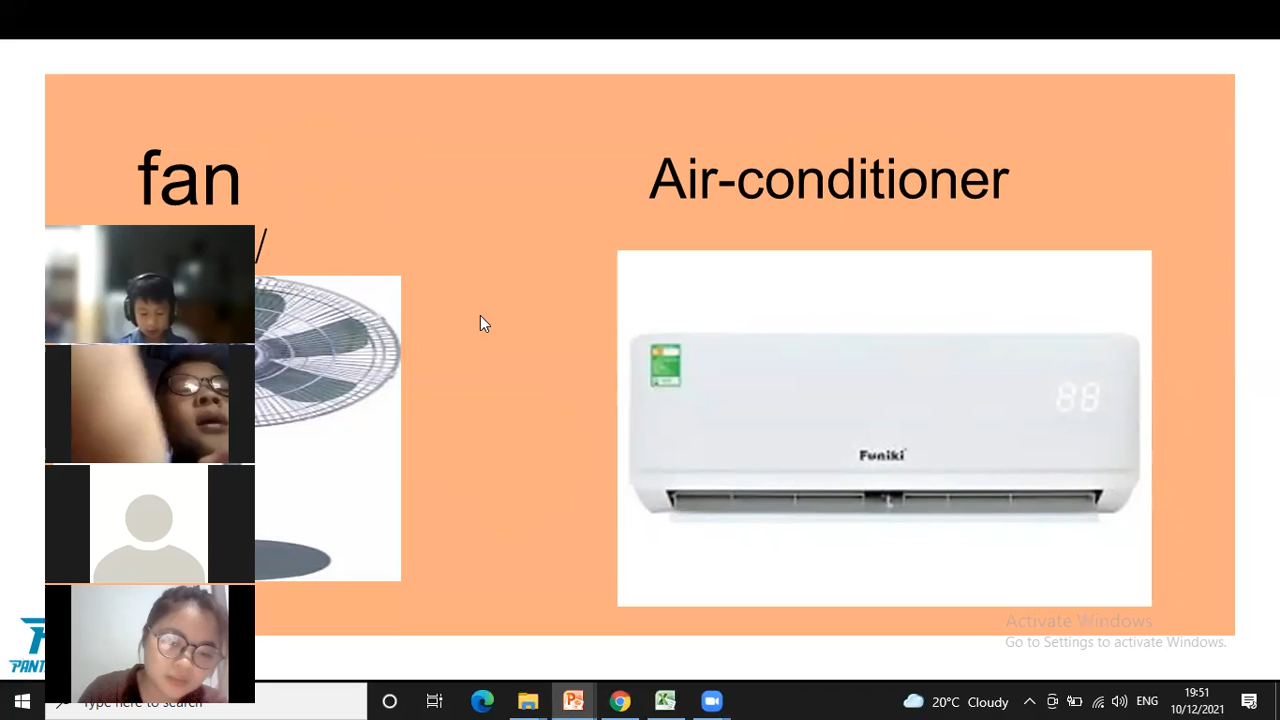 fan
Air-conditioner
/
88
Funiki
Activate Windows
Go to Settings to activate Windows.
PANT
Type here to search
20°C Cloudy
ENG
19:51
10/12/2021